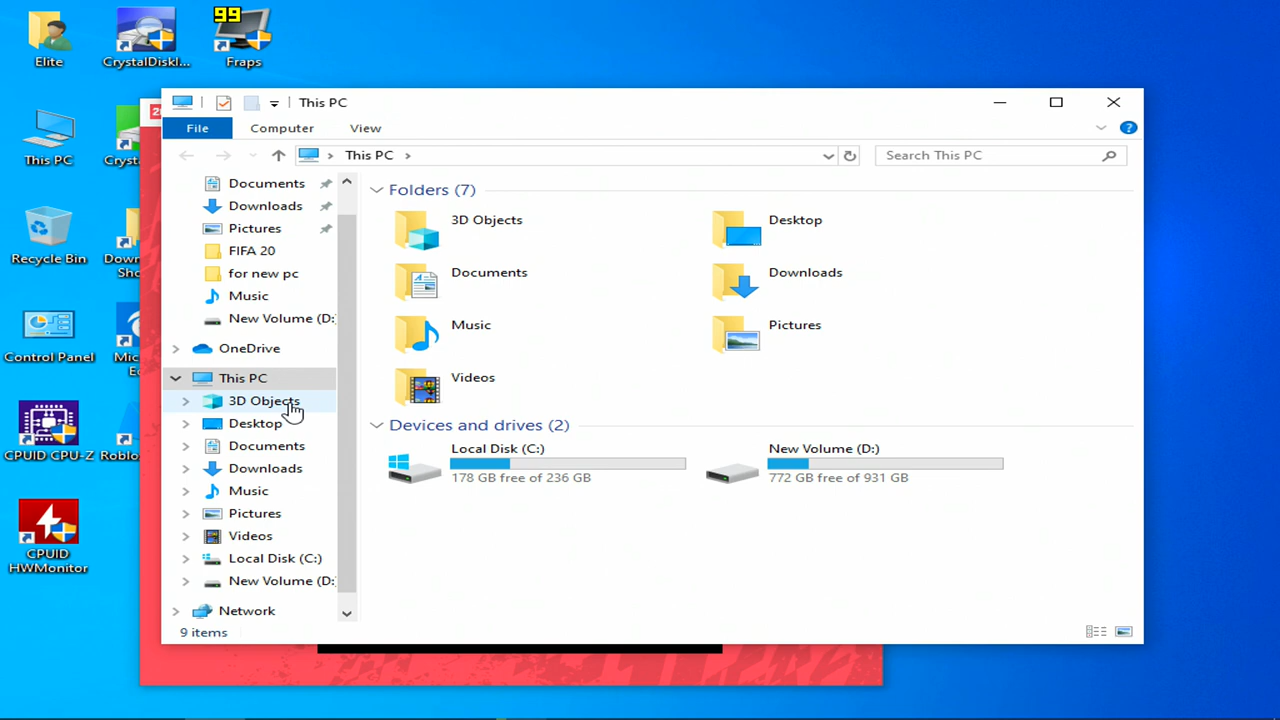 99
Elite
CrystalDiskI...
Fraps
This PC
Cryst
Recycle Bin
Down
Sho
Control Panel
Mic
Ed
CPUID CPU-Z
Roblo
CPUID
HWMonitor
This PC
File
Computer
View
This PC
Search This PC
Documents
Downloads
Pictures
FIFA 20
for new pc
Music
New Volume (D:
OneDrive
This PC
3D Objects
Desktop
Documents
Downloads
Music
Pictures
Videos
Local Disk (C:)
New Volume (D:
Network
9 items
Folders (7)
3D Objects
Desktop
Documents
Downloads
Music
Pictures
Videos
Devices and drives (2)
Local Disk (C:)
178 GB free of 236 GB
New Volume (D:)
772 GB free of 931 GB